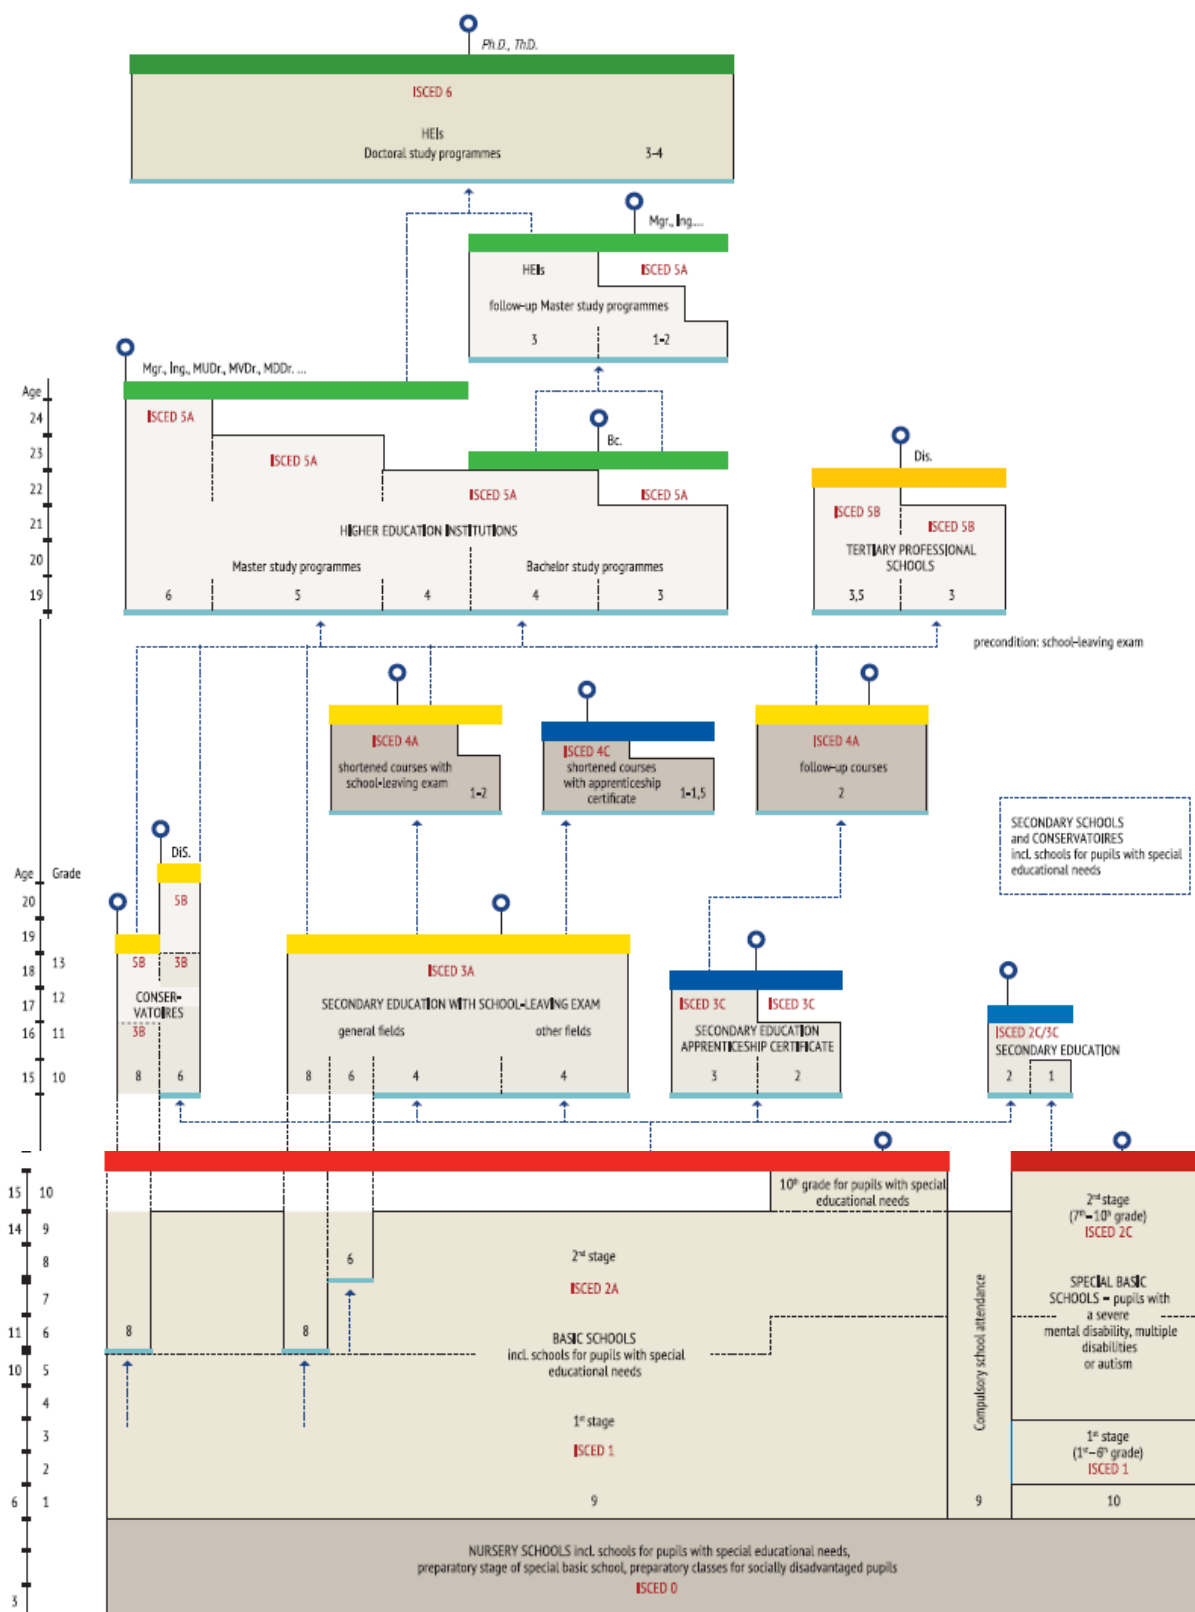 Ph.D., Th.D.
ISCED 6
HEIs
Doctoral study programmes 3-4
Mgr., Ing....
HEIs ISCED 5A
follow-up Master study programmes
3 1-2
Mgr., Ing., MUDr., MVDr., MDDr. ...
Age
24
23
22
21
20
19
ISCED 5A
ISCED 5A
Bc.
ISCED 5A
ISCED 5A
HIGHER EDUCATION INSTITUTIONS
Master study programmes Bachelor study programmes
6 5 4 4 3
Dis.
ISCED 5B
ISCED 5B
TERTIARY PROFESSIONAL
SCHOOLS
3,5 3
precondition: school-leaving exam
ISCED 4A
shortened courses with
school-leaving exam
1-2
ISCED 4C
shortened courses
with apprenticeship
certificate
1-1,5
ISCED 4A
follow-up courses
2
SECONDARY SCHOOLS
and CONSERVATOIRES
incl. schools for pupils with special
educational needs
Age Grade
20
19
18 13
17 12
16 11
15 10
DiS.
5B
5B 3B
CONSER-
VATOIRES
3B
8 6
ISCED 3A
SECONDARY EDUCATION WITH SCHOOL-LEAVING EXAM
general fields other fields
8 6 4 4
ISCED 3C ISCED 3C
SECONDARY EDUCATION
APPRENTICESHIP CERTIFICATE
3 2
ISCED 2C/3C
SECONDARY EDUCATION
2 1
15 10
14 9
8
7
11 6
10 5
4
3
2
6 1
3
10th grade for pupils with special
educational needs
8
8
6
2nd stage
ISCED 2A
BASIC SCHOOLS
incl. schools for pupils with special
educational needs
1st stage
ISCED 1
9
Compulsory school attendance
9
2nd stage
(7th-10th grade)
ISCED 2C
SPECIAL BASIC
SCHOOLS – pupils with
a severe
mental disability, multiple
disabilities
or autism
1st stage
(1st-6th grade)
ISCED 1
10
NURSERY SCHOOLS incl. schools for pupils with special educational needs,
preparatory stage of special basic school, preparatory classes for socially disadvantaged pupils
ISCED 0